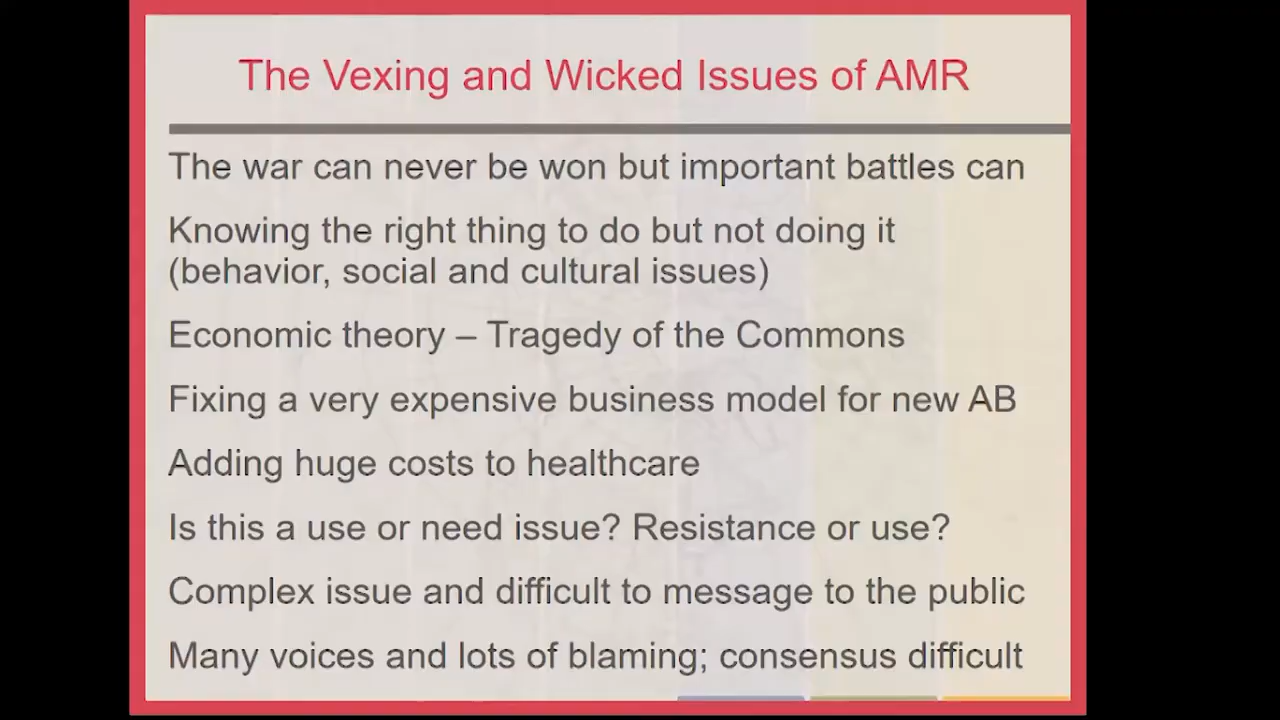 The Vexing and Wicked Issues of AMR
The war can never be won but important battles can
Knowing the right thing to do but not doing it
(behavior, social and cultural issues)
Economic theory – Tragedy of the Commons
Fixing a very expensive business model for new AB
Adding huge costs to healthcare
Is this a use or need issue? Resistance or use?
Complex issue and difficult to message to the public
Many voices and lots of blaming; consensus difficult